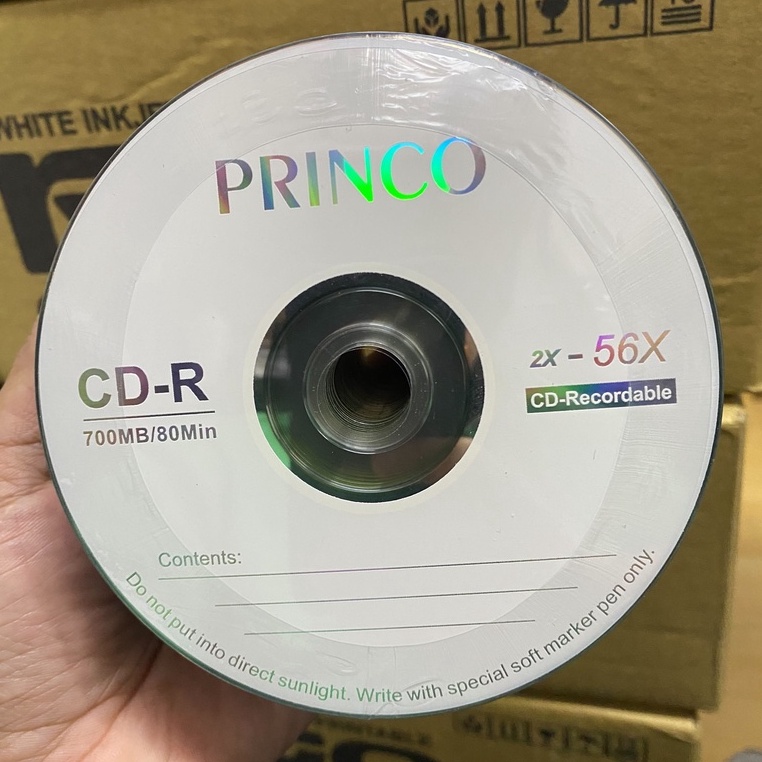 WHITE INKJE
PRINCO
CD-R
700MB/80Min
2X - 56X
CD-Recordable
Contents:
Do not put into direct sunlight. Write with special soft marker pen only.